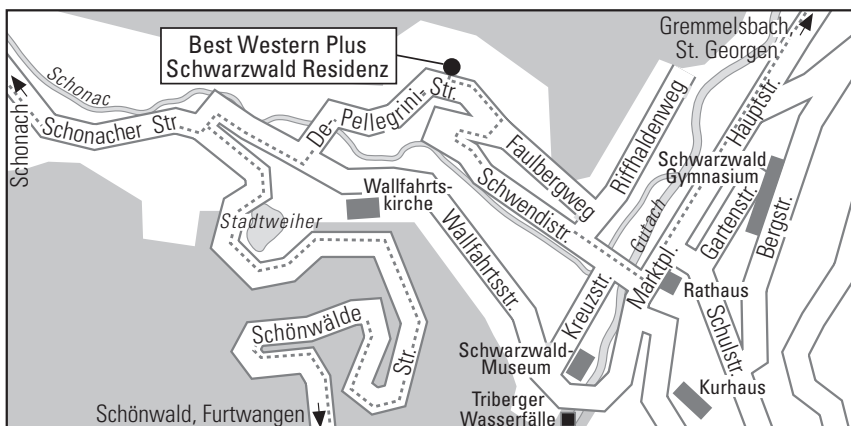 Gremmelsbach
St. Georgen
Best Western Plus
Schwarzwald Residenz
Schonac
Schonach
Schonacher Str.
De-Pellegrini-Str.
Faulbergweg
Riffhaldenweg
Hauptstr.
Schwarzwald
Gymnasium
Gartenstr.
Bergstr.
Wallfahrts-
kirche
Schwendistr.
Gutach
Stadtweiher
Wallfahrtsstr.
Kreuzstr.
Marktpl.
Rathaus
Schulstr.
Schönwälde
Str.
Schwarzwald-
Museum
Kurhaus
Triberger
Wasserfälle
Schönwald, Furtwangen